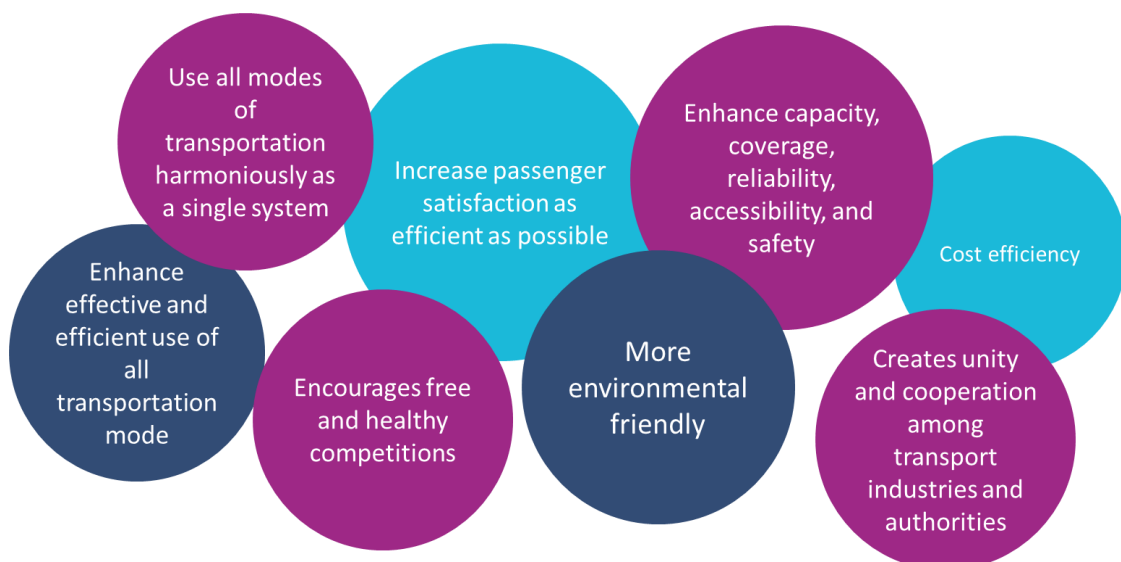 Use all modes
of
transportation
harmoniously as
a single system
Increase passenger
satisfaction as
efficient as possible
Enhance capacity,
coverage,
reliability,
accessibility, and
safety
Cost efficiency
Enhance
effective and
efficient use of
all
transportation
mode
Encourages free
and healthy
competitions
More
environmental
friendly
Creates unity
and cooperation
among
transport
industries and
authorities